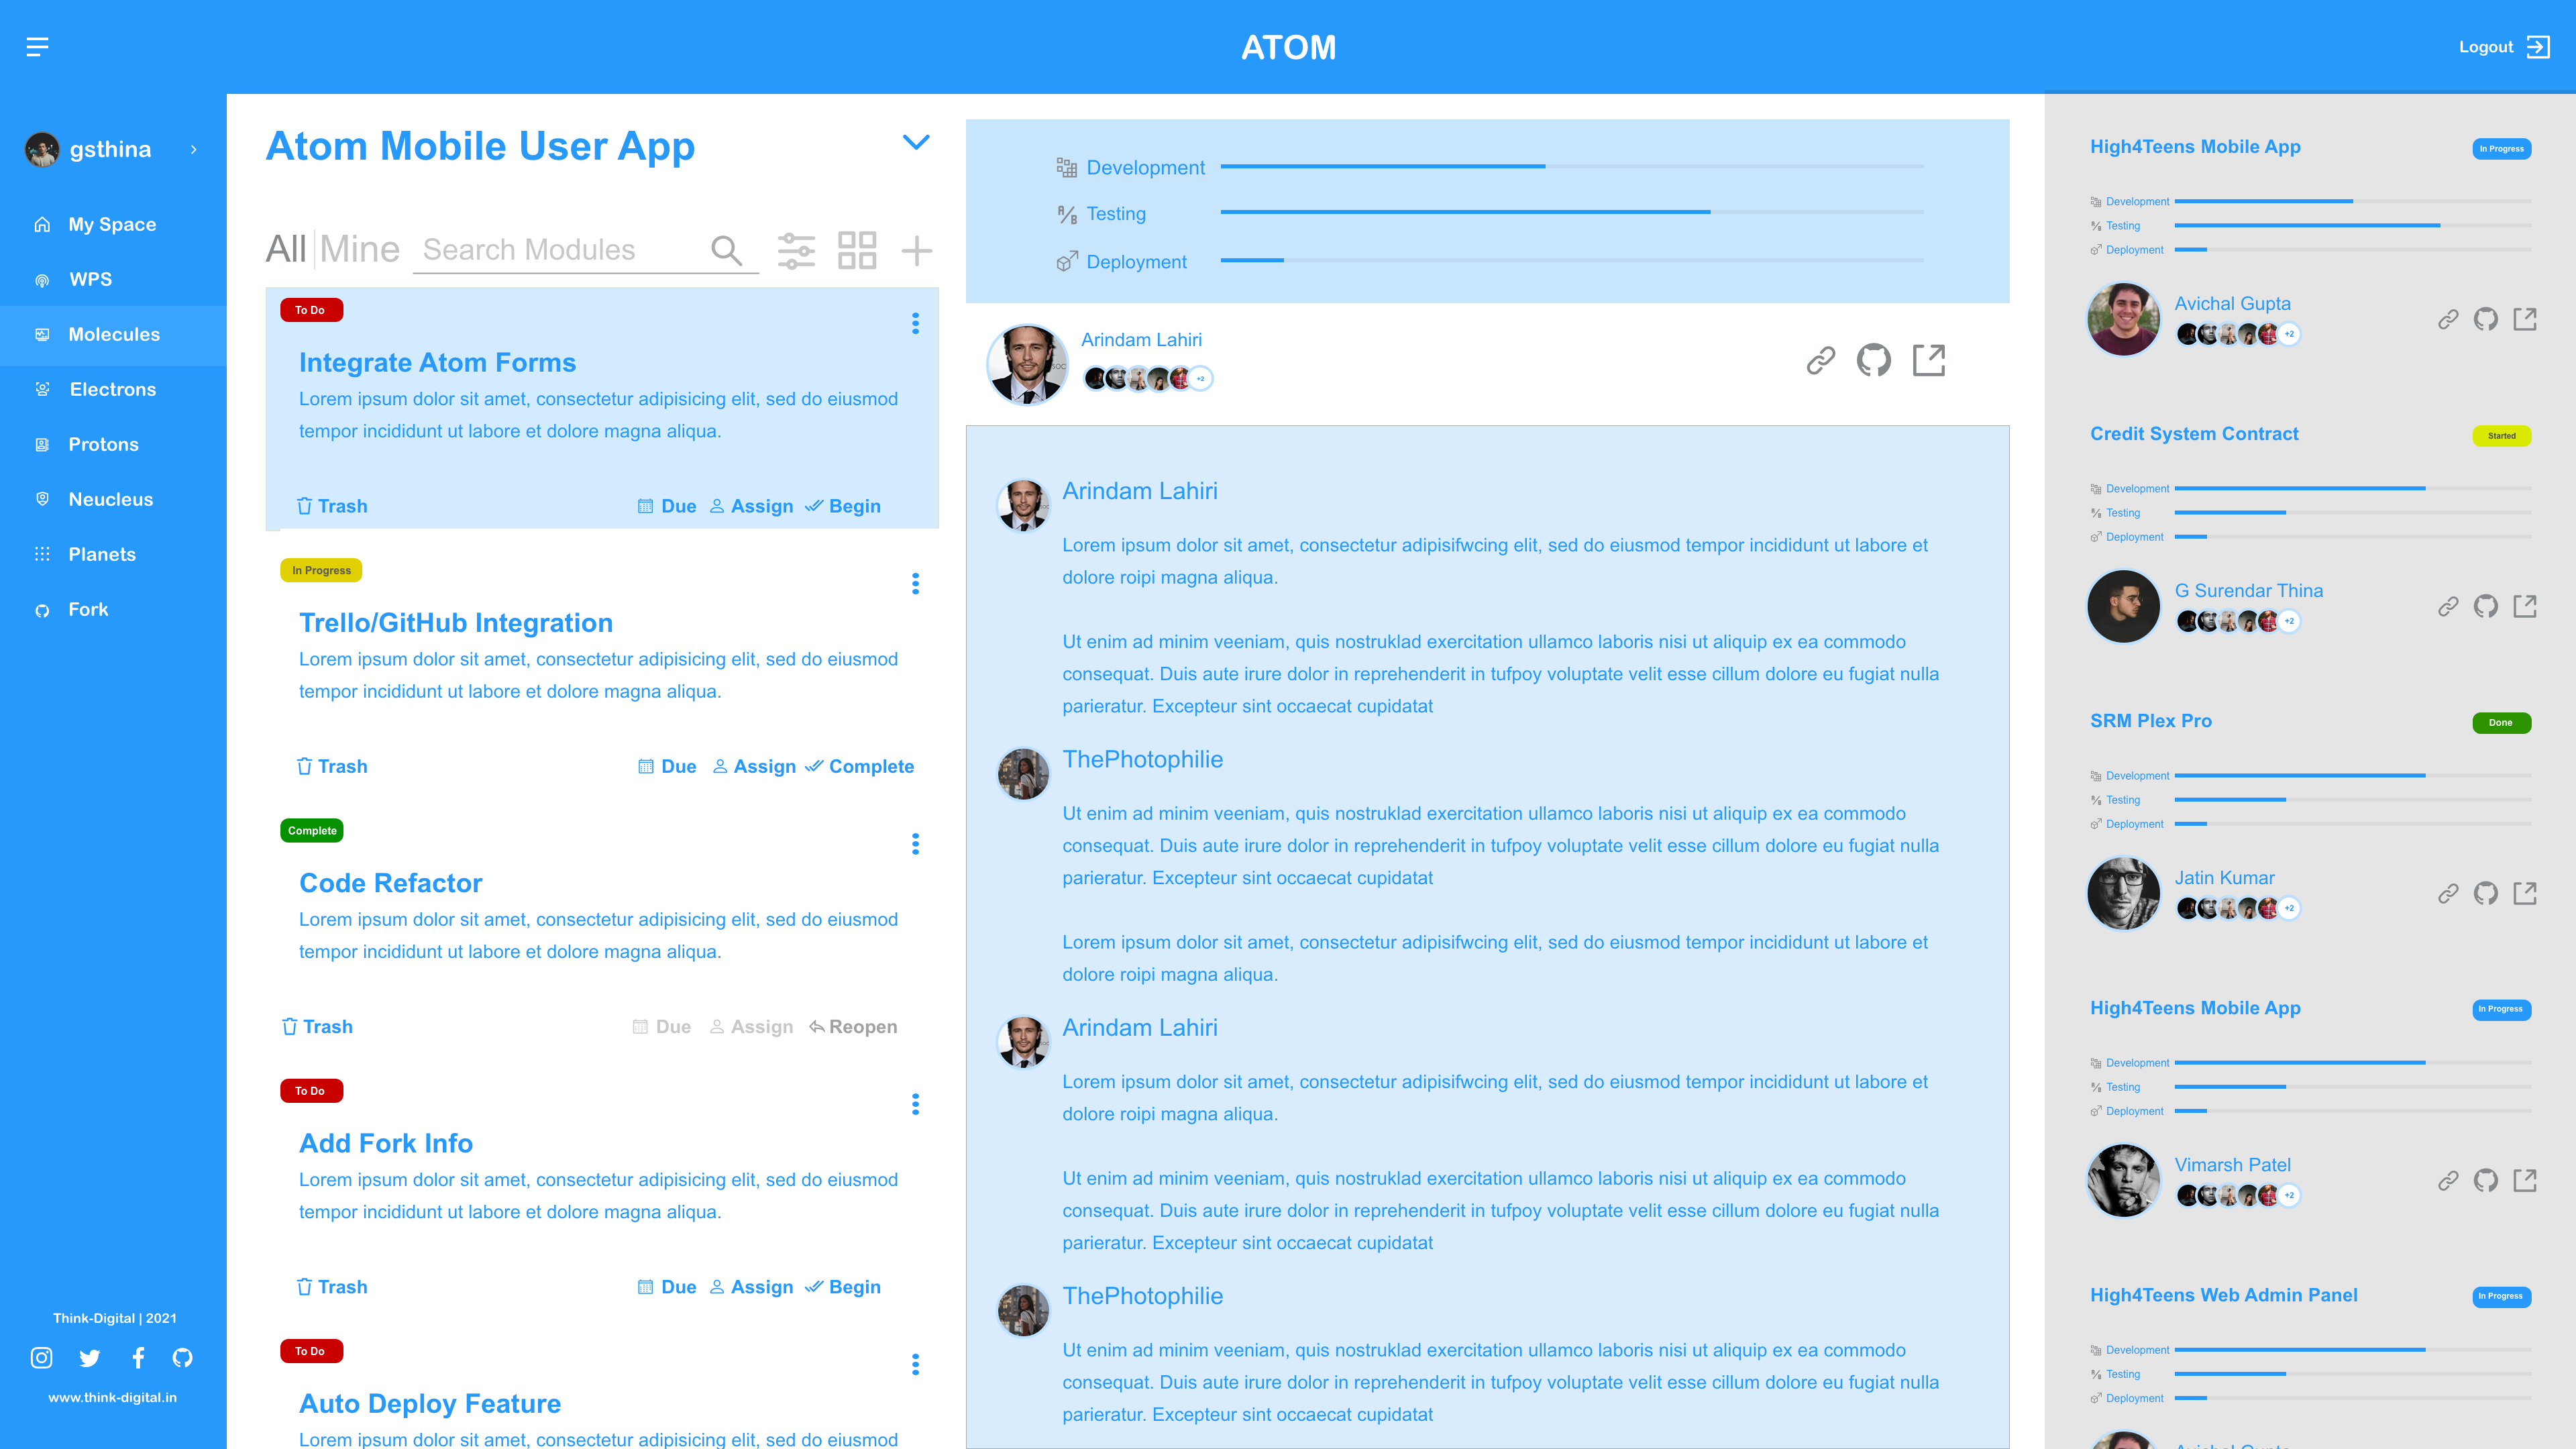 ATOM
Logout
gsthina
My Space
WPS
Molecules
Electrons
Protons
Neucleus
Planets
Fork
Think-Digital | 2021
www.think-digital.in
Atom Mobile User App
All Mine Search Modules
To Do
Integrate Atom Forms
Lorem ipsum dolor sit amet, consectetur adipisicing elit, sed do eiusmod
tempor incididunt ut labore et dolore magna aliqua.
Trash Due Assign Begin
In Progress
Trello/GitHub Integration
Lorem ipsum dolor sit amet, consectetur adipisicing elit, sed do eiusmod
tempor incididunt ut labore et dolore magna aliqua.
Trash Due Assign Complete
Complete
Code Refactor
Lorem ipsum dolor sit amet, consectetur adipisicing elit, sed do eiusmod
tempor incididunt ut labore et dolore magna aliqua.
Trash Due Assign Reopen
To Do
Add Fork Info
Lorem ipsum dolor sit amet, consectetur adipisicing elit, sed do eiusmod
tempor incididunt ut labore et dolore magna aliqua.
Trash Due Assign Begin
To Do
Auto Deploy Feature
Lorem ipsum dolor sit amet, consectetur adipisicing elit, sed do eiusmod
Development
A/B Testing
Deployment
Arindam Lahiri
+2
Arindam Lahiri
Lorem ipsum dolor sit amet, consectetur adipisifwcing elit, sed do eiusmod tempor incididunt ut labore et
dolore roipi magna aliqua.
Ut enim ad minim veeniam, quis nostruklad exercitation ullamco laboris nisi ut aliquip ex ea commodo
consequat. Duis aute irure dolor in reprehenderit in tufpoy voluptate velit esse cillum dolore eu fugiat nulla
parieratur. Excepteur sint occaecat cupidatat
ThePhotophilie
Ut enim ad minim veeniam, quis nostruklad exercitation ullamco laboris nisi ut aliquip ex ea commodo
consequat. Duis aute irure dolor in reprehenderit in tufpoy voluptate velit esse cillum dolore eu fugiat nulla
parieratur. Excepteur sint occaecat cupidatat
Lorem ipsum dolor sit amet, consectetur adipisifwcing elit, sed do eiusmod tempor incididunt ut labore et
dolore roipi magna aliqua.
Arindam Lahiri
Lorem ipsum dolor sit amet, consectetur adipisifwcing elit, sed do eiusmod tempor incididunt ut labore et
dolore roipi magna aliqua.
Ut enim ad minim veeniam, quis nostruklad exercitation ullamco laboris nisi ut aliquip ex ea commodo
consequat. Duis aute irure dolor in reprehenderit in tufpoy voluptate velit esse cillum dolore eu fugiat nulla
parieratur. Excepteur sint occaecat cupidatat
ThePhotophilie
Ut enim ad minim veeniam, quis nostruklad exercitation ullamco laboris nisi ut aliquip ex ea commodo
consequat. Duis aute irure dolor in reprehenderit in tufpoy voluptate velit esse cillum dolore eu fugiat nulla
parieratur. Excepteur sint occaecat cupidatat
High4Teens Mobile App In Progress
Development
Testing
Deployment
Avichal Gupta
+2
Credit System Contract Started
Development
Testing
Deployment
G Surendar Thina
+2
SRM Plex Pro Done
Development
Testing
Deployment
Jatin Kumar
+2
High4Teens Mobile App In Progress
Development
Testing
Deployment
Vimarsh Patel
+2
High4Teens Web Admin Panel In Progress
Development
Testing
Deployment